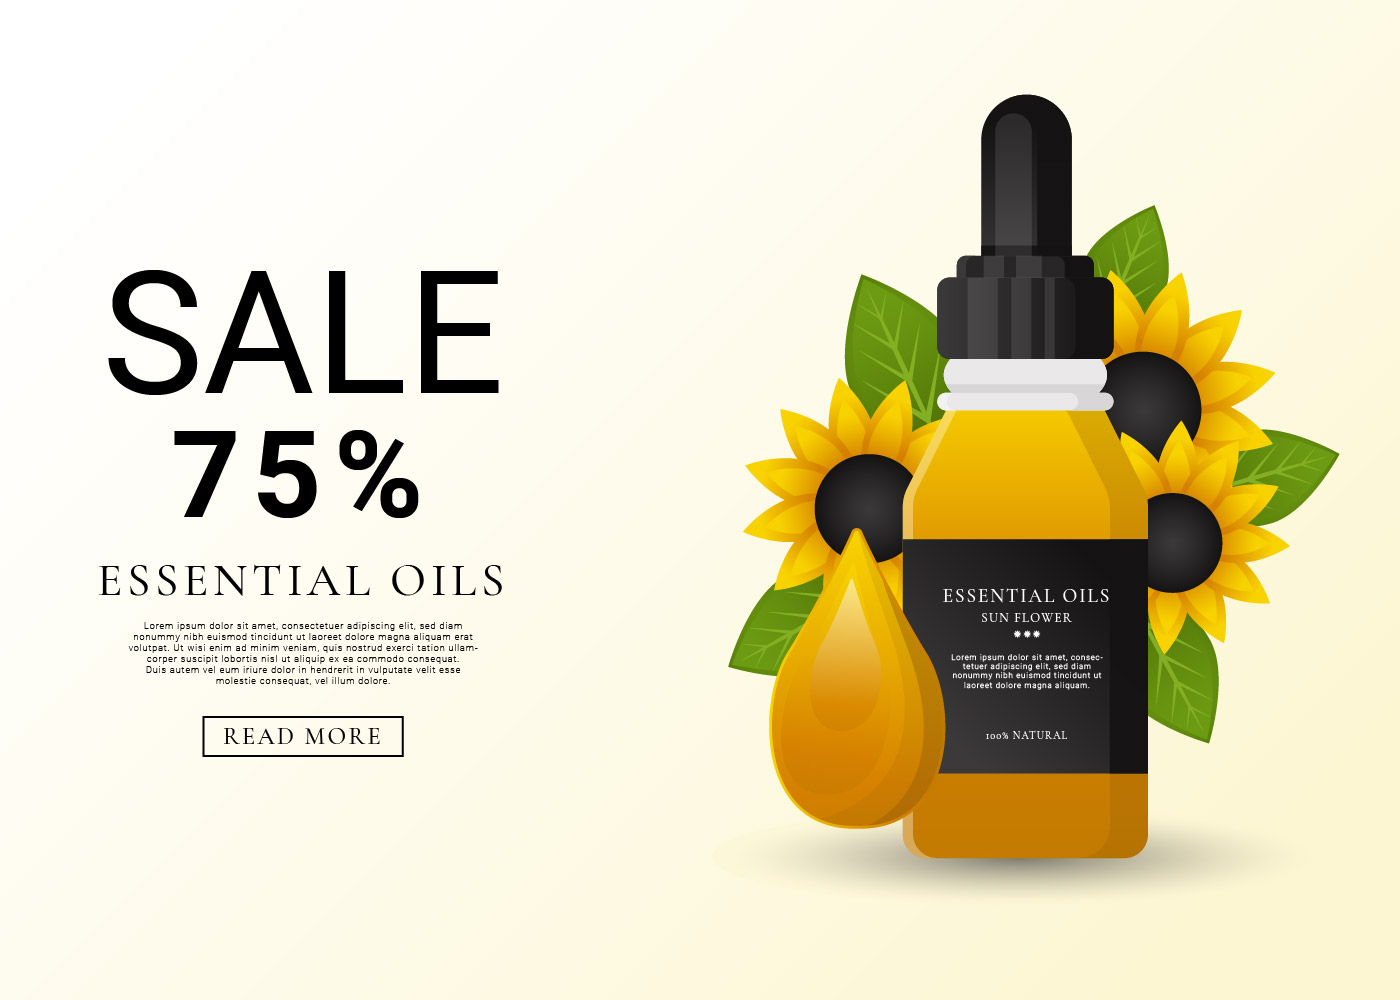 SALE
75%
ESSENTIAL OILS
Lorem ipsum dolor sit amet, consectetuer adipiscing elit, sed diam
nonummy nibh euismod tincidunt ut laoreet dolore magna aliquam erat
volutpat. Ut wisi enim ad minim veniam, quis nostrud exerci tation ullam-
corper suscipit lobortis nisl ut aliquip ex ea commodo consequat.
Duis autem vel eum iriure dolor in hendrerit in vulputate velit esse
molestie consequat, vel illum dolore.
READ MORE
ESSENTIAL OILS
SUN FLOWER
Lorem ipsum dolor sit amet, consec-
tetuer adipiscing elit, sed diam
nonummy nibh euismod tincidunt ut
laoreet dolore magna aliquam.
100% NATURAL